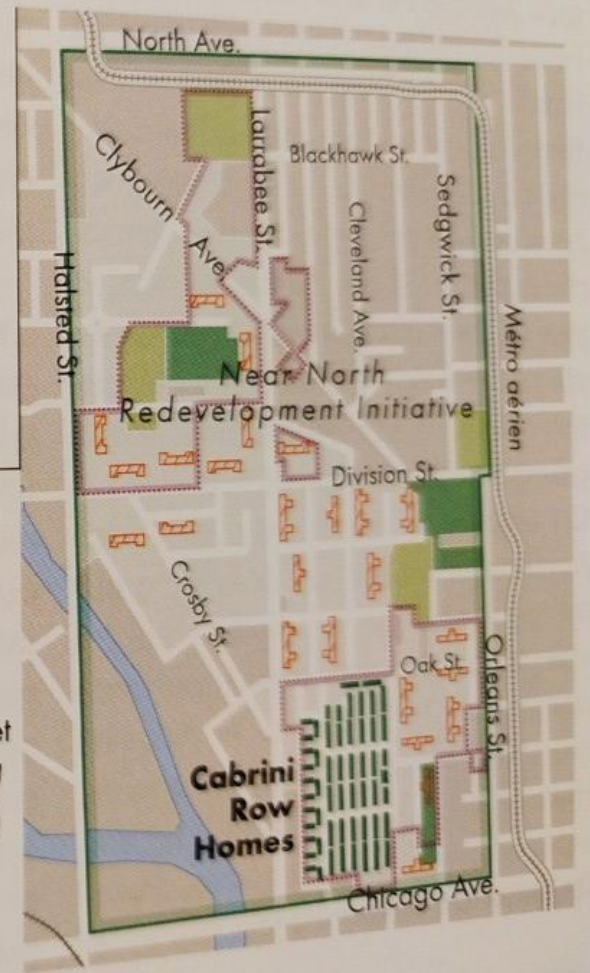 North Ave.
Larrabee St.
Blackhawk St.
Clybourn
Ave.
Sedgwick St.
Cleveland Ave.
Halsted St.
Métro aérien
Near North
Redevelopment Initiative
Division St.
Crosby St.
Oak St.
Orleans St.
Cabrini
Row
Homes
Chicago Ave.